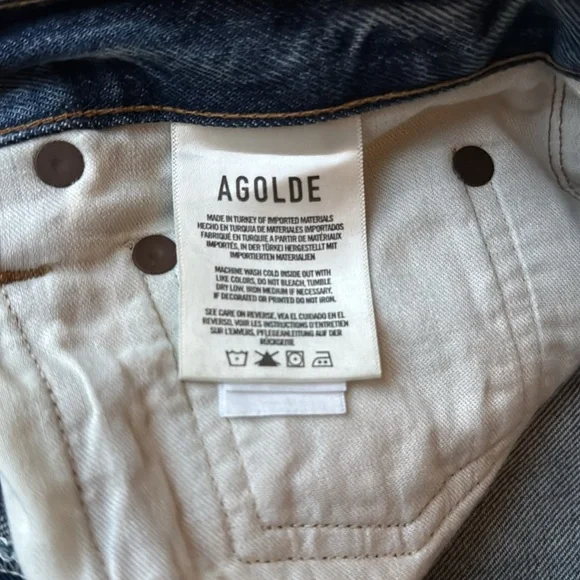 AGOLDE
MADE IN TURKEY OF IMPORTED MATERIALS
HECHO EN TURQUIA DE MATERIALES IMPORTADOS
FABRIQUÉ EN TURQUIE A PARTIR DE MATÉRIAUX
IMPORTÉS, IN DER TÜRKEI HERGESTELLT MIT
IMPORTIERTEN MATERIALIEN
MACHINE WASH COLD INSIDE OUT WITH
LIKE COLORS, DO NOT BLEACH, TUMBLE
DRY LOW, IRON MEDIUM IF NECESSARY,
IF DECORATED OR PRINTED DO NOT IRON.
SEE CARE ON REVERSE, VEA EL CUIDADO EN EL
REVERSO, VOIR LES INSTRUCTIONS D'ENTRETIEN
SUR L'ENVERS, PFLEGEANLEITUNG AUF DER
RÜCKSEITE